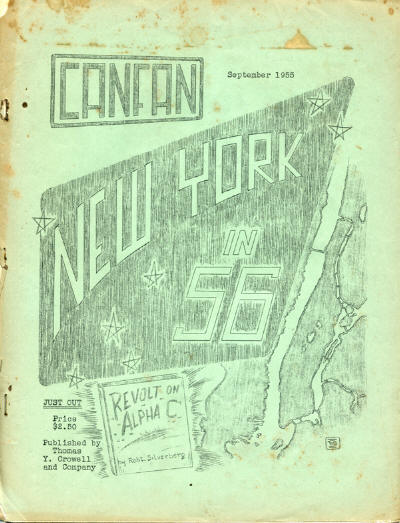 CANFAN
September 1955
NEW YORK
IN
56
JUST OUT
Price
$2.50
Published by
Thomas
Y. Crowell
and Company
REVOLT ON
ALPHA C
by Robt. Silverberg